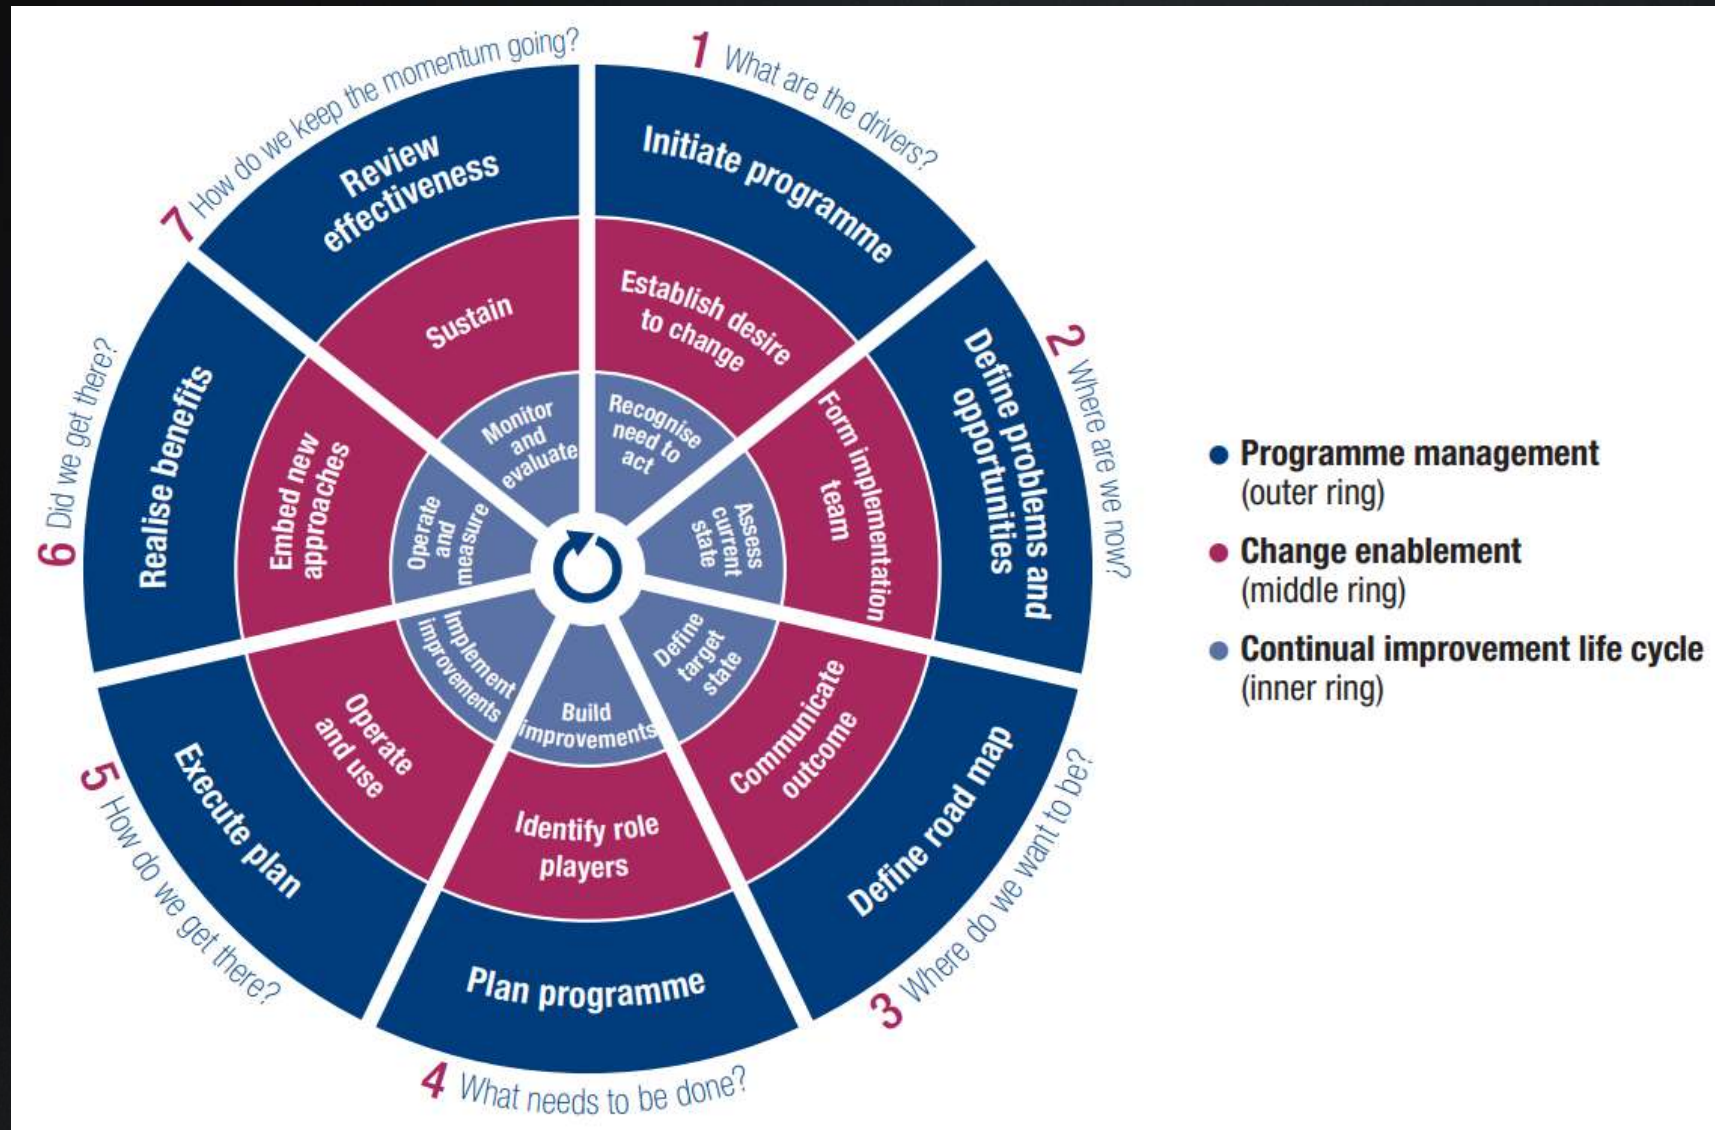 1 What are the drivers?
Initiate programme
Establish desire
to change
Recognise
need to
act
2 Where are we now?
Define problems and
opportunities
Form implementation
team
Assess
current
state
3 Where do we want to be?
Define road map
Communicate
outcome
Define
target
state
4 What needs to be done?
Plan programme
Identify role
players
Build
improvements
5 How do we get there?
Execute plan
Operate
and use
Implement
improvements
6 Did we get there?
Realise benefits
Embed new
approaches
Operate
and
measure
7 How do we keep the momentum going?
Review
effectiveness
Sustain
Monitor
and
evaluate
Programme management
(outer ring)
Change enablement
(middle ring)
Continual improvement life cycle
(inner ring)